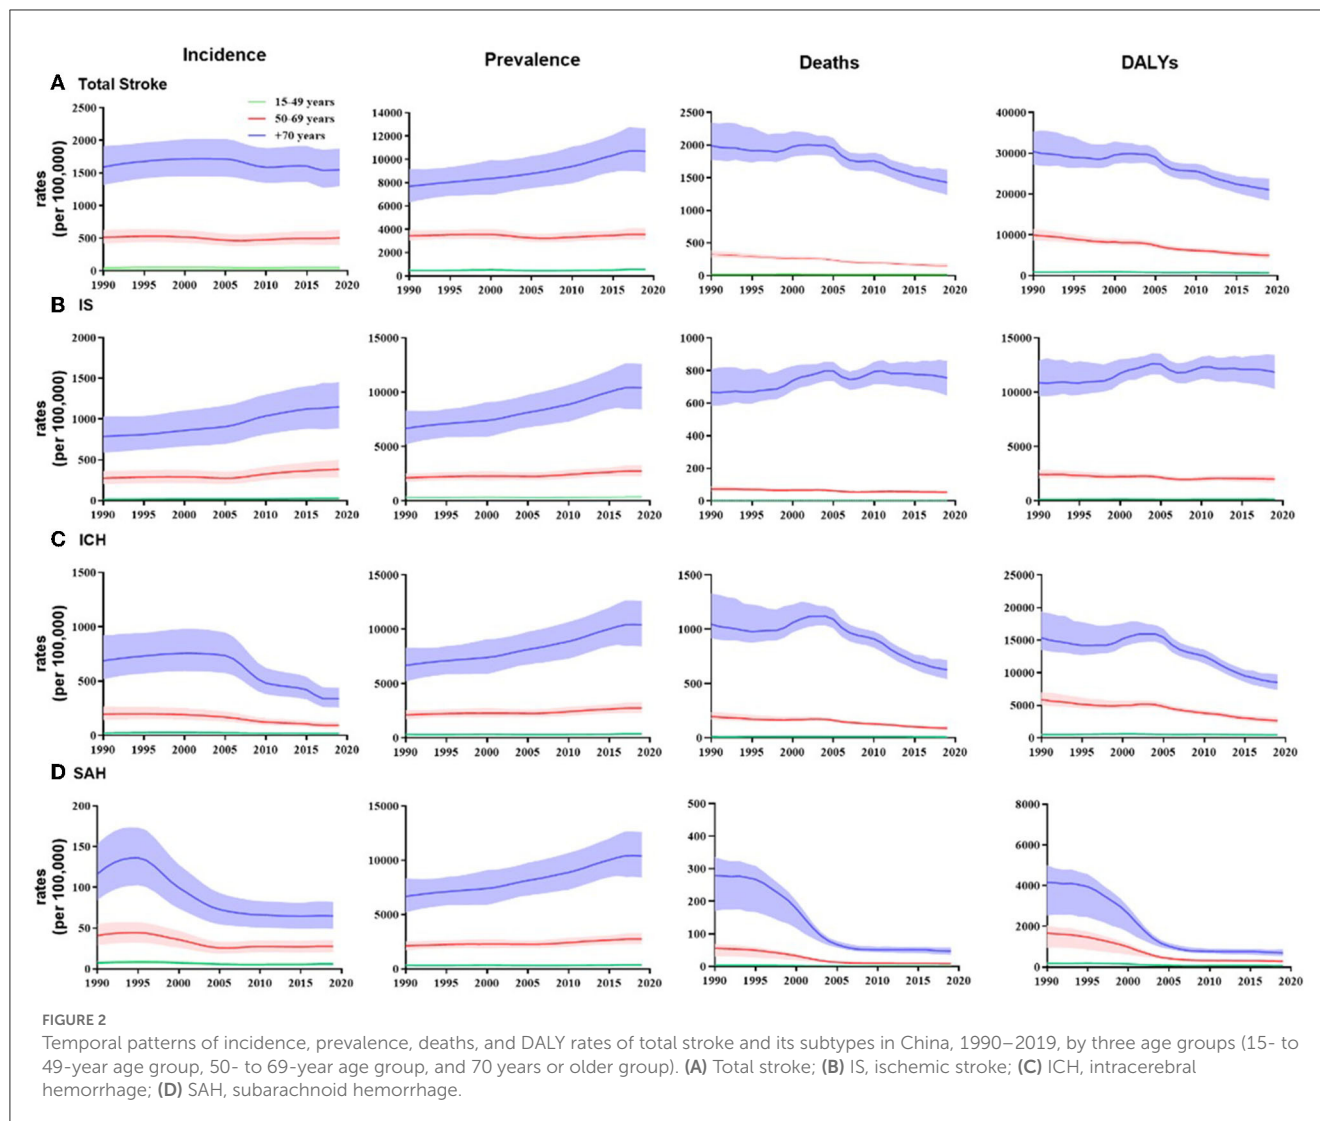 Incidence
Prevalence
Deaths
DALYs
A Total Stroke
15-49 years
50-69 years
+70 years
rates
(per 100,000)
2500
2000
1500
1000
500
0
1990 1995 2000 2005 2010 2015 2020
14000
12000
10000
8000
6000
4000
2000
0
1990 1995 2000 2005 2010 2015 2020
2500
2000
1500
1000
500
0
1990 1995 2000 2005 2010 2015 2020
40000
30000
20000
10000
0
1990 1995 2000 2005 2010 2015 2020
B IS
rates
(per 100,000)
2000
1500
1000
500
0
1990 1995 2000 2005 2010 2015 2020
15000
10000
5000
0
1990 1995 2000 2005 2010 2015 2020
1000
800
600
400
200
0
1990 1995 2000 2005 2010 2015 2020
15000
10000
5000
0
1990 1995 2000 2005 2010 2015 2020
C ICH
rates
(per 100,000)
1500
1000
500
0
1990 1995 2000 2005 2010 2015 2020
15000
10000
5000
0
1990 1995 2000 2005 2010 2015 2020
1500
1000
500
0
1990 1995 2000 2005 2010 2015 2020
25000
20000
15000
10000
5000
0
1990 1995 2000 2005 2010 2015 2020
D SAH
rates
(per 100,000)
200
150
100
50
0
1990 1995 2000 2005 2010 2015 2020
15000
10000
5000
0
1990 1995 2000 2005 2010 2015 2020
500
400
300
200
100
0
1990 1995 2000 2005 2010 2015 2020
8000
6000
4000
2000
0
1990 1995 2000 2005 2010 2015 2020
FIGURE 2
Temporal patterns of incidence, prevalence, deaths, and DALY rates of total stroke and its subtypes in China, 1990–2019, by three age groups (15- to
49-year age group, 50- to 69-year age group, and 70 years or older group). (A) Total stroke; (B) IS, ischemic stroke; (C) ICH, intracerebral
hemorrhage; (D) SAH, subarachnoid hemorrhage.